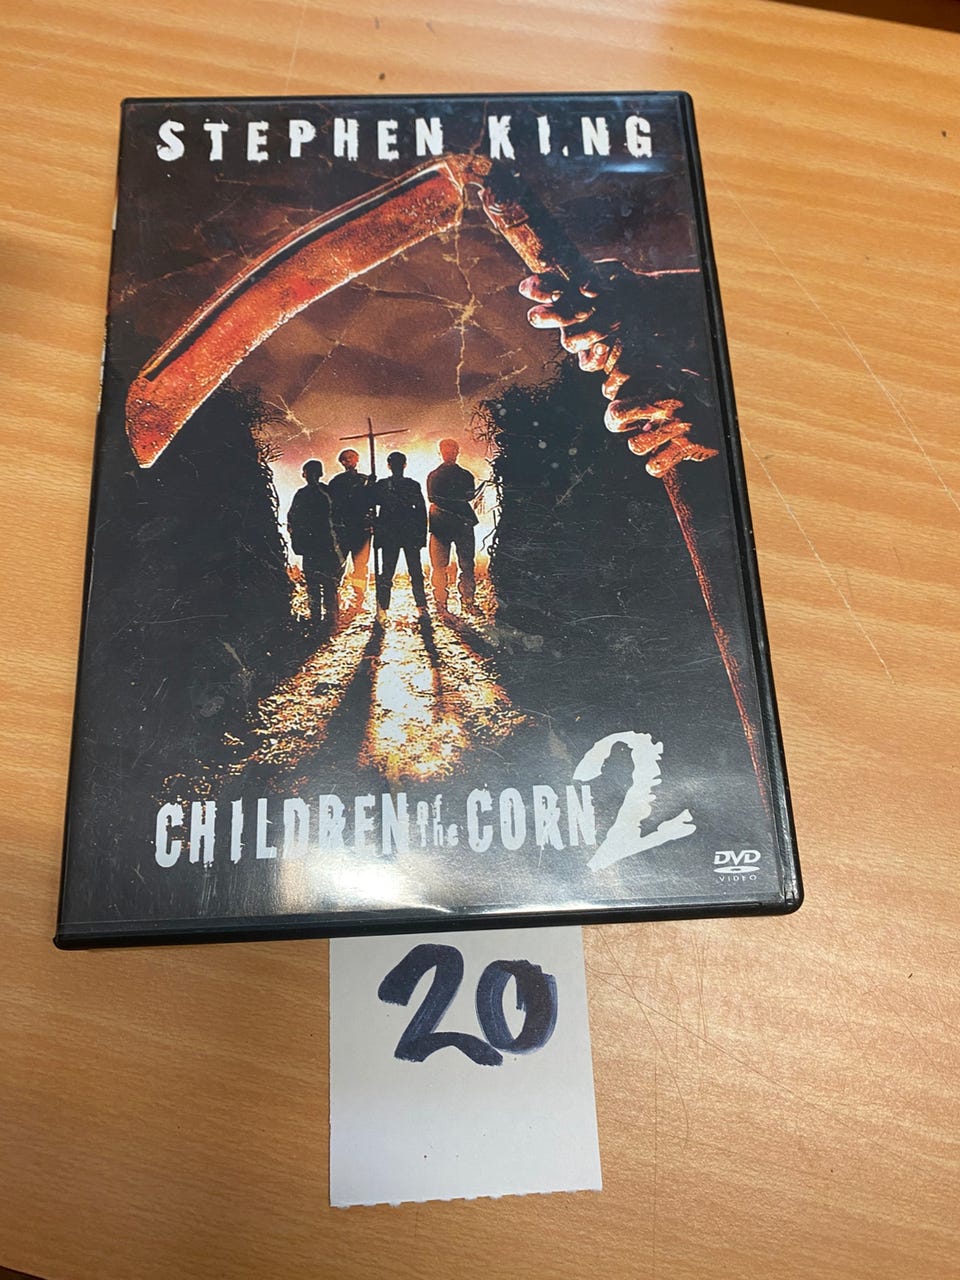 STEPHEN KING
CHILDREN of the CORN 2
DVD
VIDEO
20